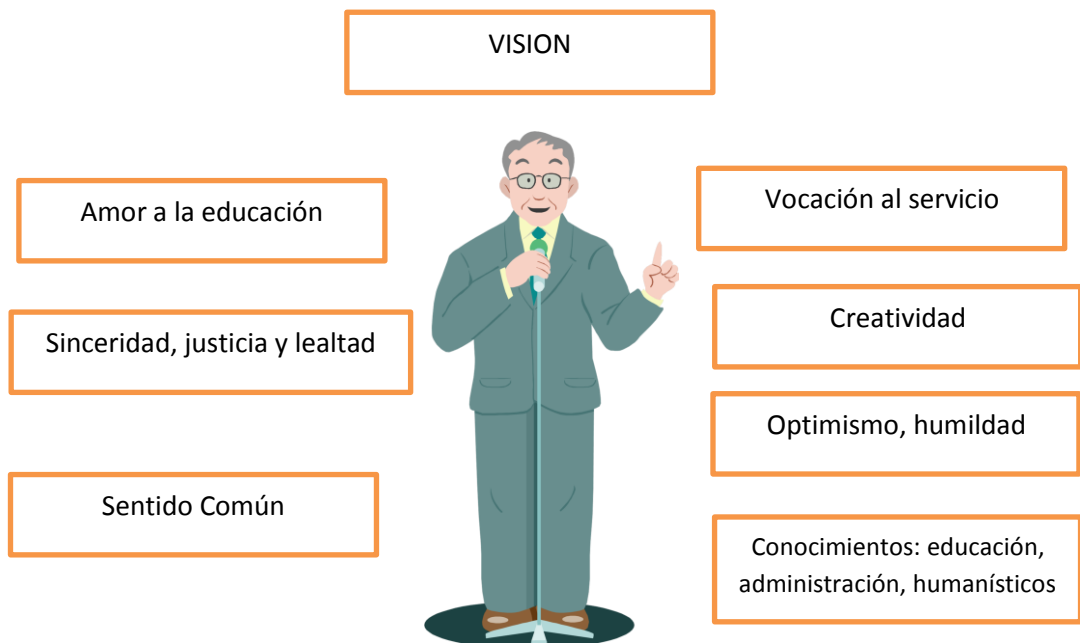 VISION
Amor a la educación
Sinceridad, justicia y lealtad
Sentido Común
Vocación al servicio
Creatividad
Optimismo, humildad
Conocimientos: educación,
administración, humanísticos